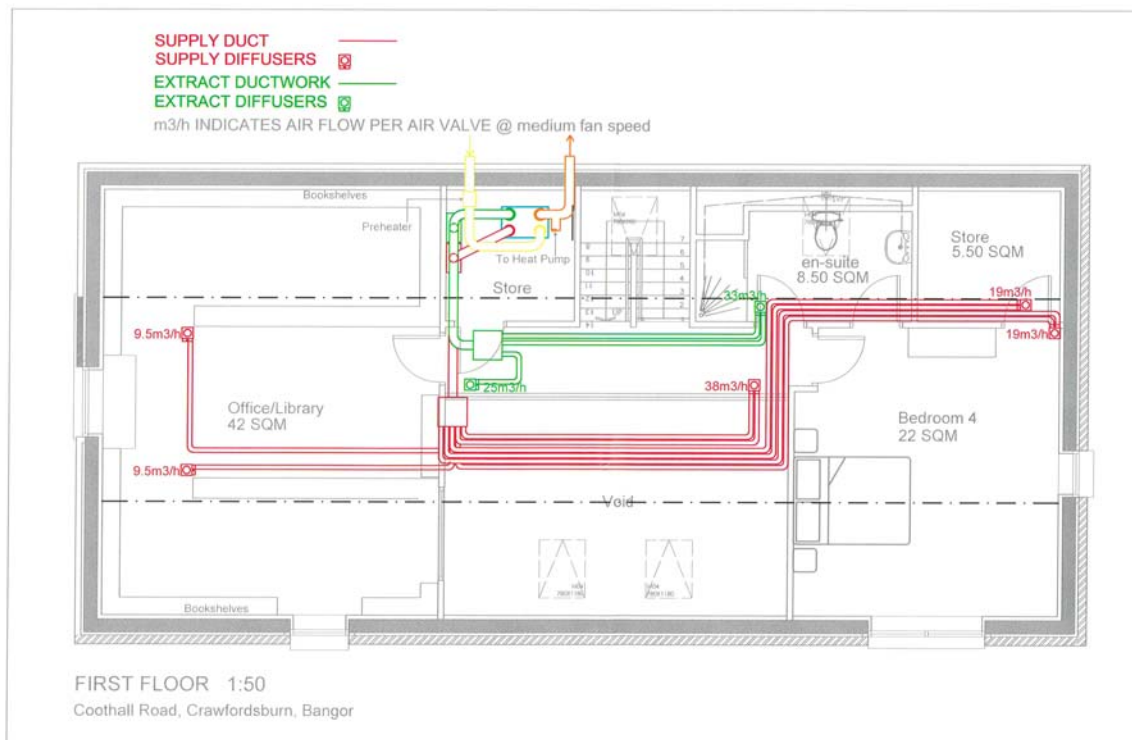 SUPPLY DUCT
SUPPLY DIFFUSERS
EXTRACT DUCTWORK
EXTRACT DIFFUSERS
m3/h INDICATES AIR FLOW PER AIR VALVE @ medium fan speed
Bookshelves
Preheater
To Heat Pump
Store
en-suite
8.50 SQM
Store
5.50 SQM
33m3/h
19m3/h
9.5m3/h
19m3/h
25m3/h
38m3/h
Office/Library
42 SQM
Bedroom 4
22 SQM
9.5m3/h
Void
Bookshelves
FIRST FLOOR 1:50
Coothall Road, Crawfordsburn, Bangor